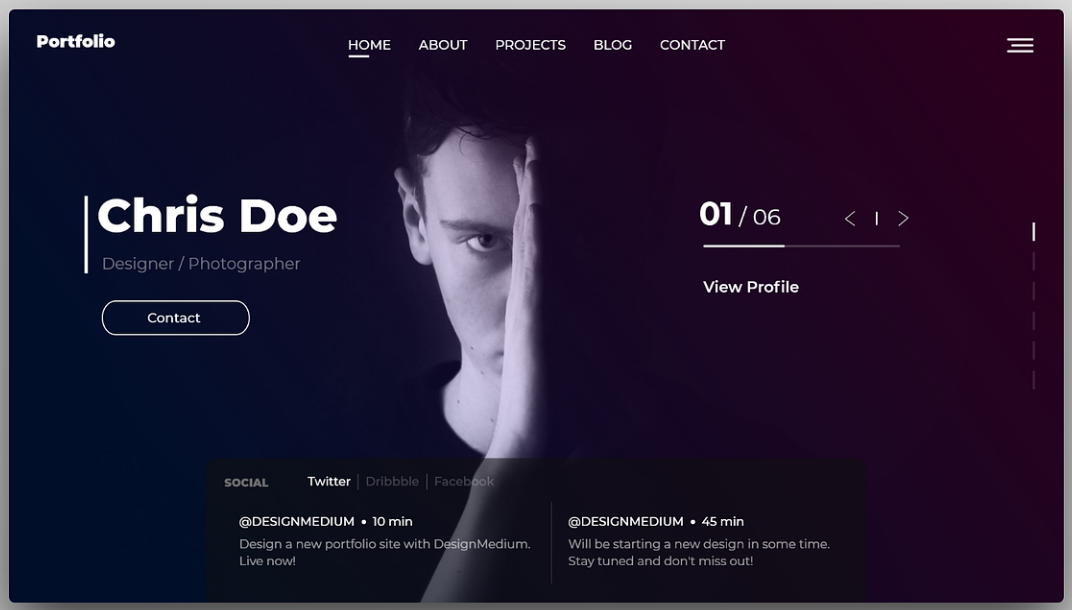 Portfolio
HOME ABOUT PROJECTS BLOG CONTACT
Chris Doe
Designer / Photographer
Contact
01 / 06
View Profile
SOCIAL Twitter Dribbble Facebook
@DESIGNMEDIUM • 10 min
Design a new portfolio site with DesignMedium.
Live now!
@DESIGNMEDIUM • 45 min
Will be starting a new design in some time.
Stay tuned and don't miss out!